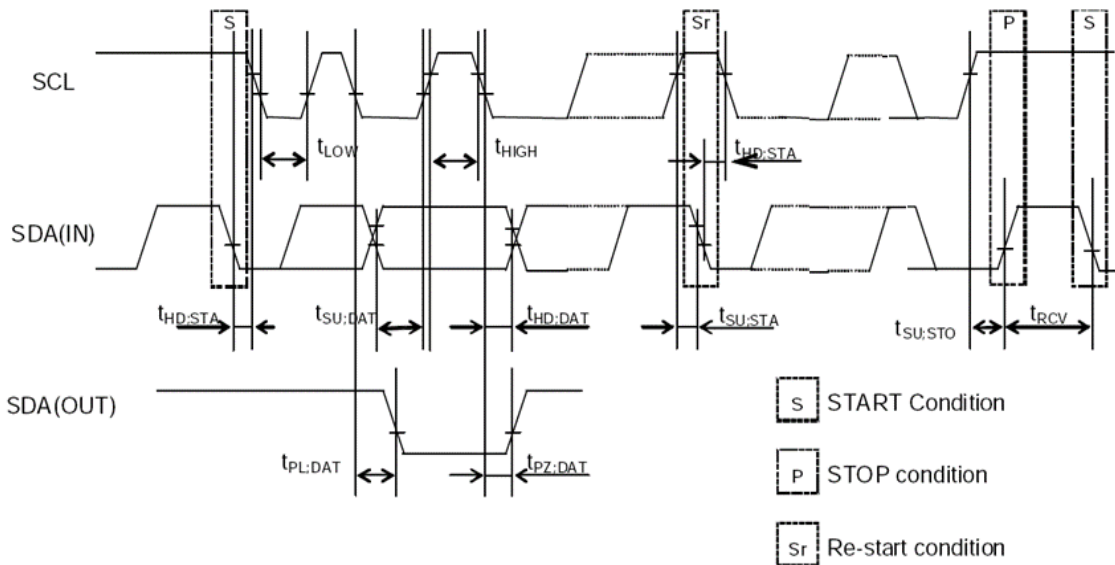 S Sr P S
SCL
tLOW tHIGH tHD;STA
SDA(IN)
tHD;STA tSU;DAT tHD;DAT tSU;STA tSU;STO tRCV
SDA(OUT)
tPL;DAT tPZ;DAT
S START Condition
P STOP condition
Sr Re-start condition